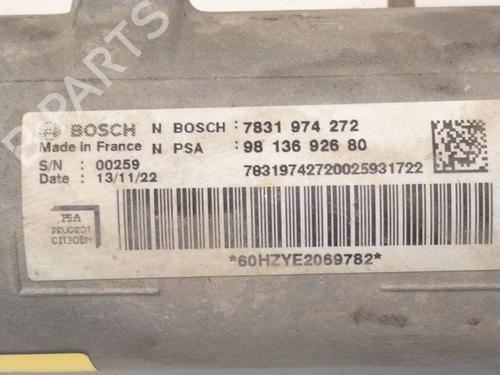 B-PARTS
BOSCH N BOSCH : 7831 974 272
Made in France N PSA : 98 136 926 80
S/N : 00259 78319742720025931722
Date : 13/11/22
PSA
PEUGEOT
CITROEN
*60HZYE2069782*